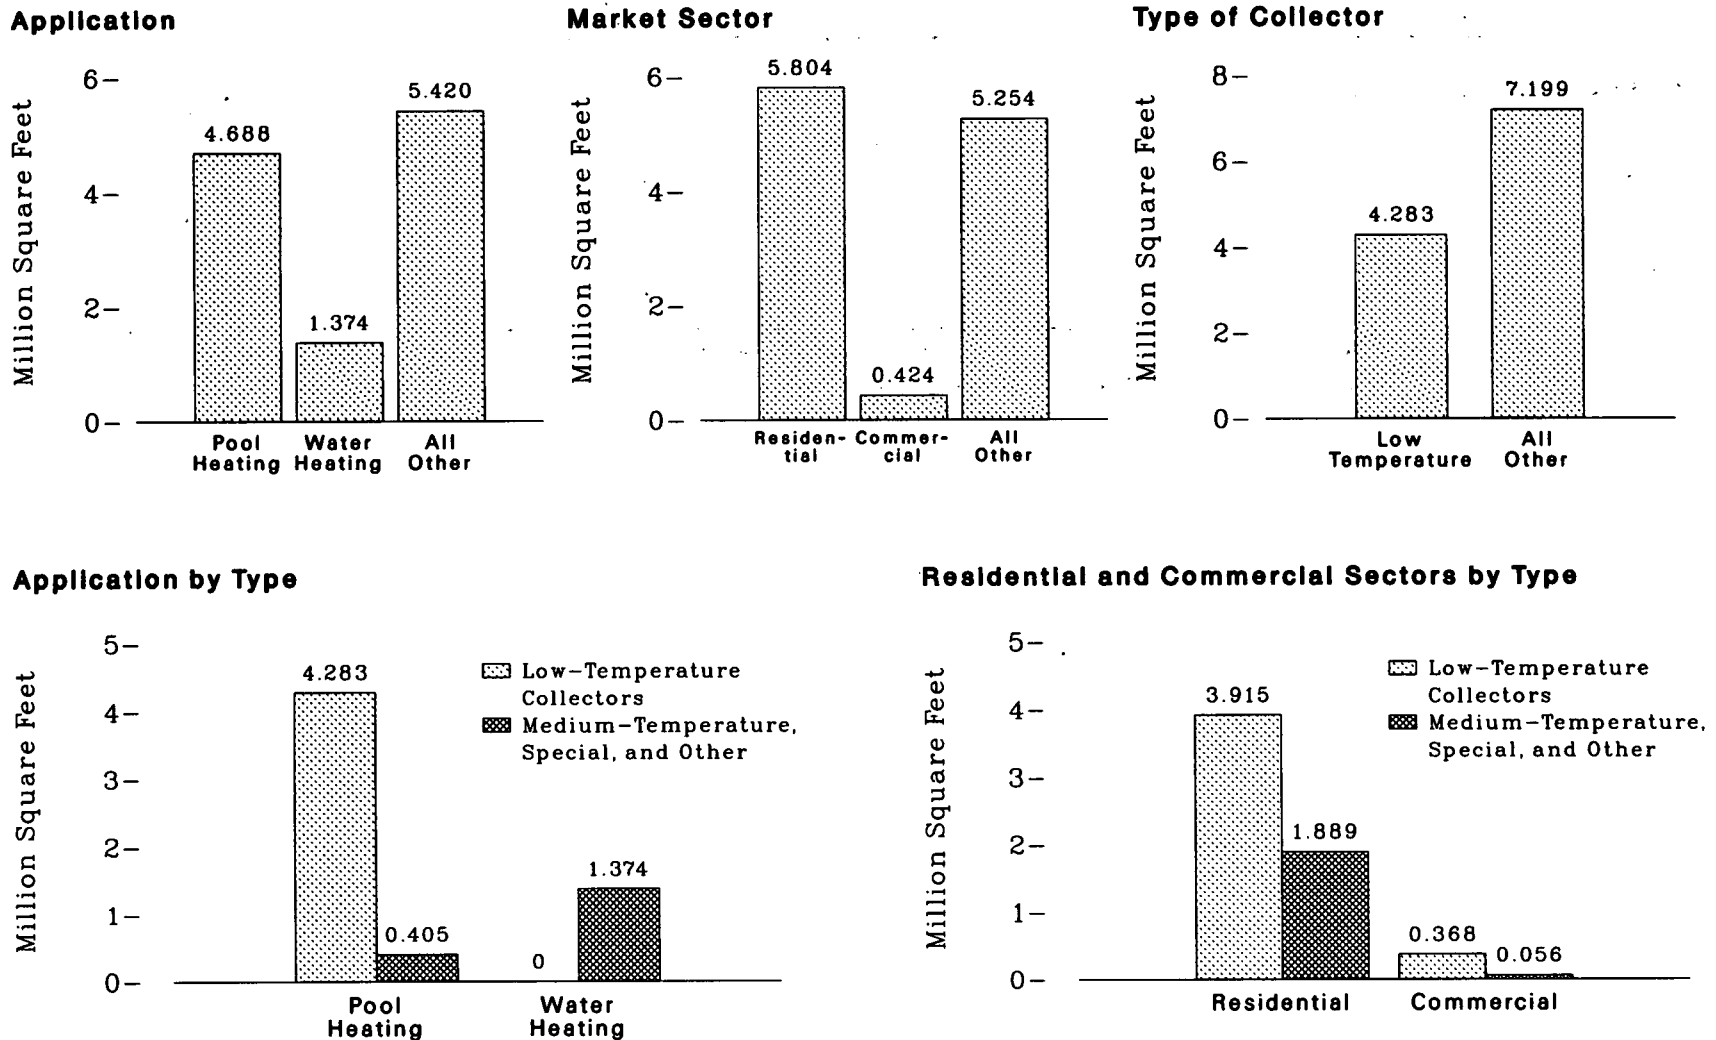 Application
Million Square Feet
6
4
2
0
4.688
1.374
5.420
Pool
Heating
Water
Heating
All
Other
Market Sector
Million Square Feet
6
4
2
0
5.804
0.424
5.254
Residen-
tial
Commer-
cial
All
Other
Type of Collector
Million Square Feet
8
6
4
2
0
4.283
7.199
Low
Temperature
All
Other
Application by Type
Million Square Feet
5
4
3
2
1
0
4.283
0.405
0
1.374
Low-Temperature
Collectors
Medium-Temperature,
Special, and Other
Pool
Heating
Water
Heating
Residential and Commercial Sectors by Type
Million Square Feet
5
4
3
2
1
0
3.915
1.889
0.368
0.056
Low-Temperature
Collectors
Medium-Temperature,
Special, and Other
Residential
Commercial